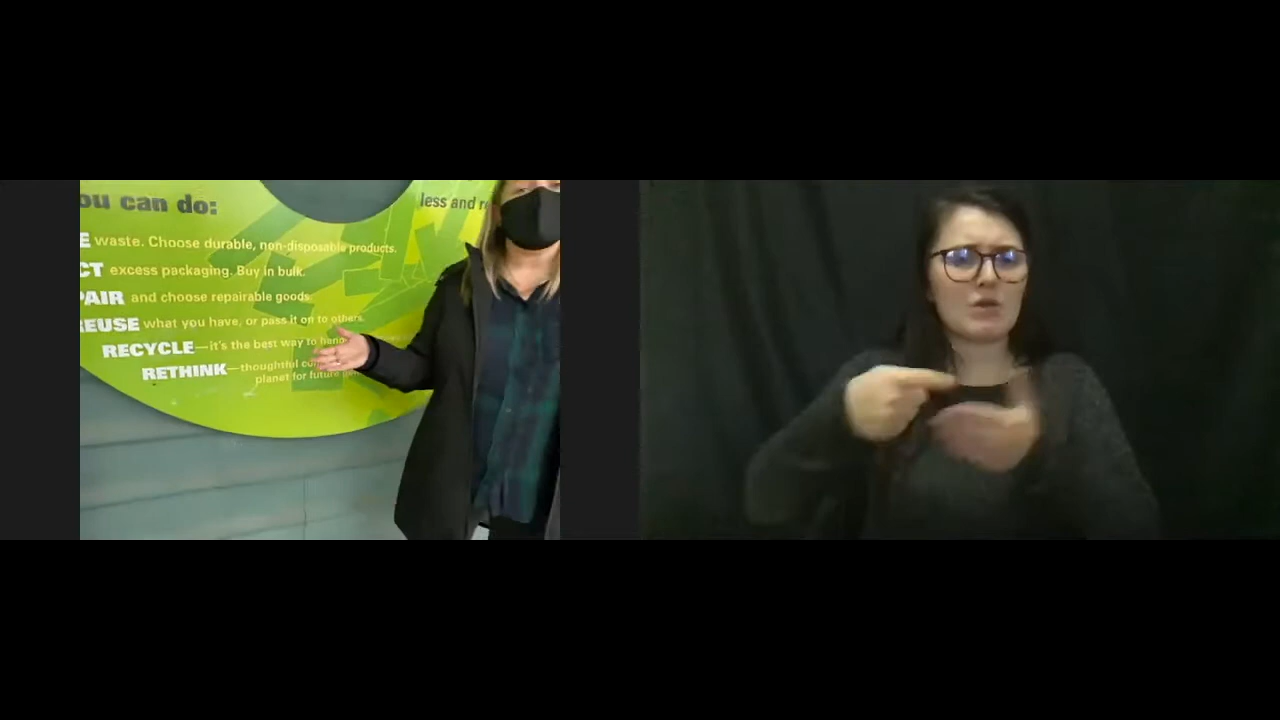 ou can do:
less and r
E waste. Choose durable, non-disposable products.
CT excess packaging. Buy in bulk.
PAIR and choose repairable goods.
REUSE what you have, or pass it on to others.
RECYCLE—it's the best way to
RETHINK—thoughtful
planet for future